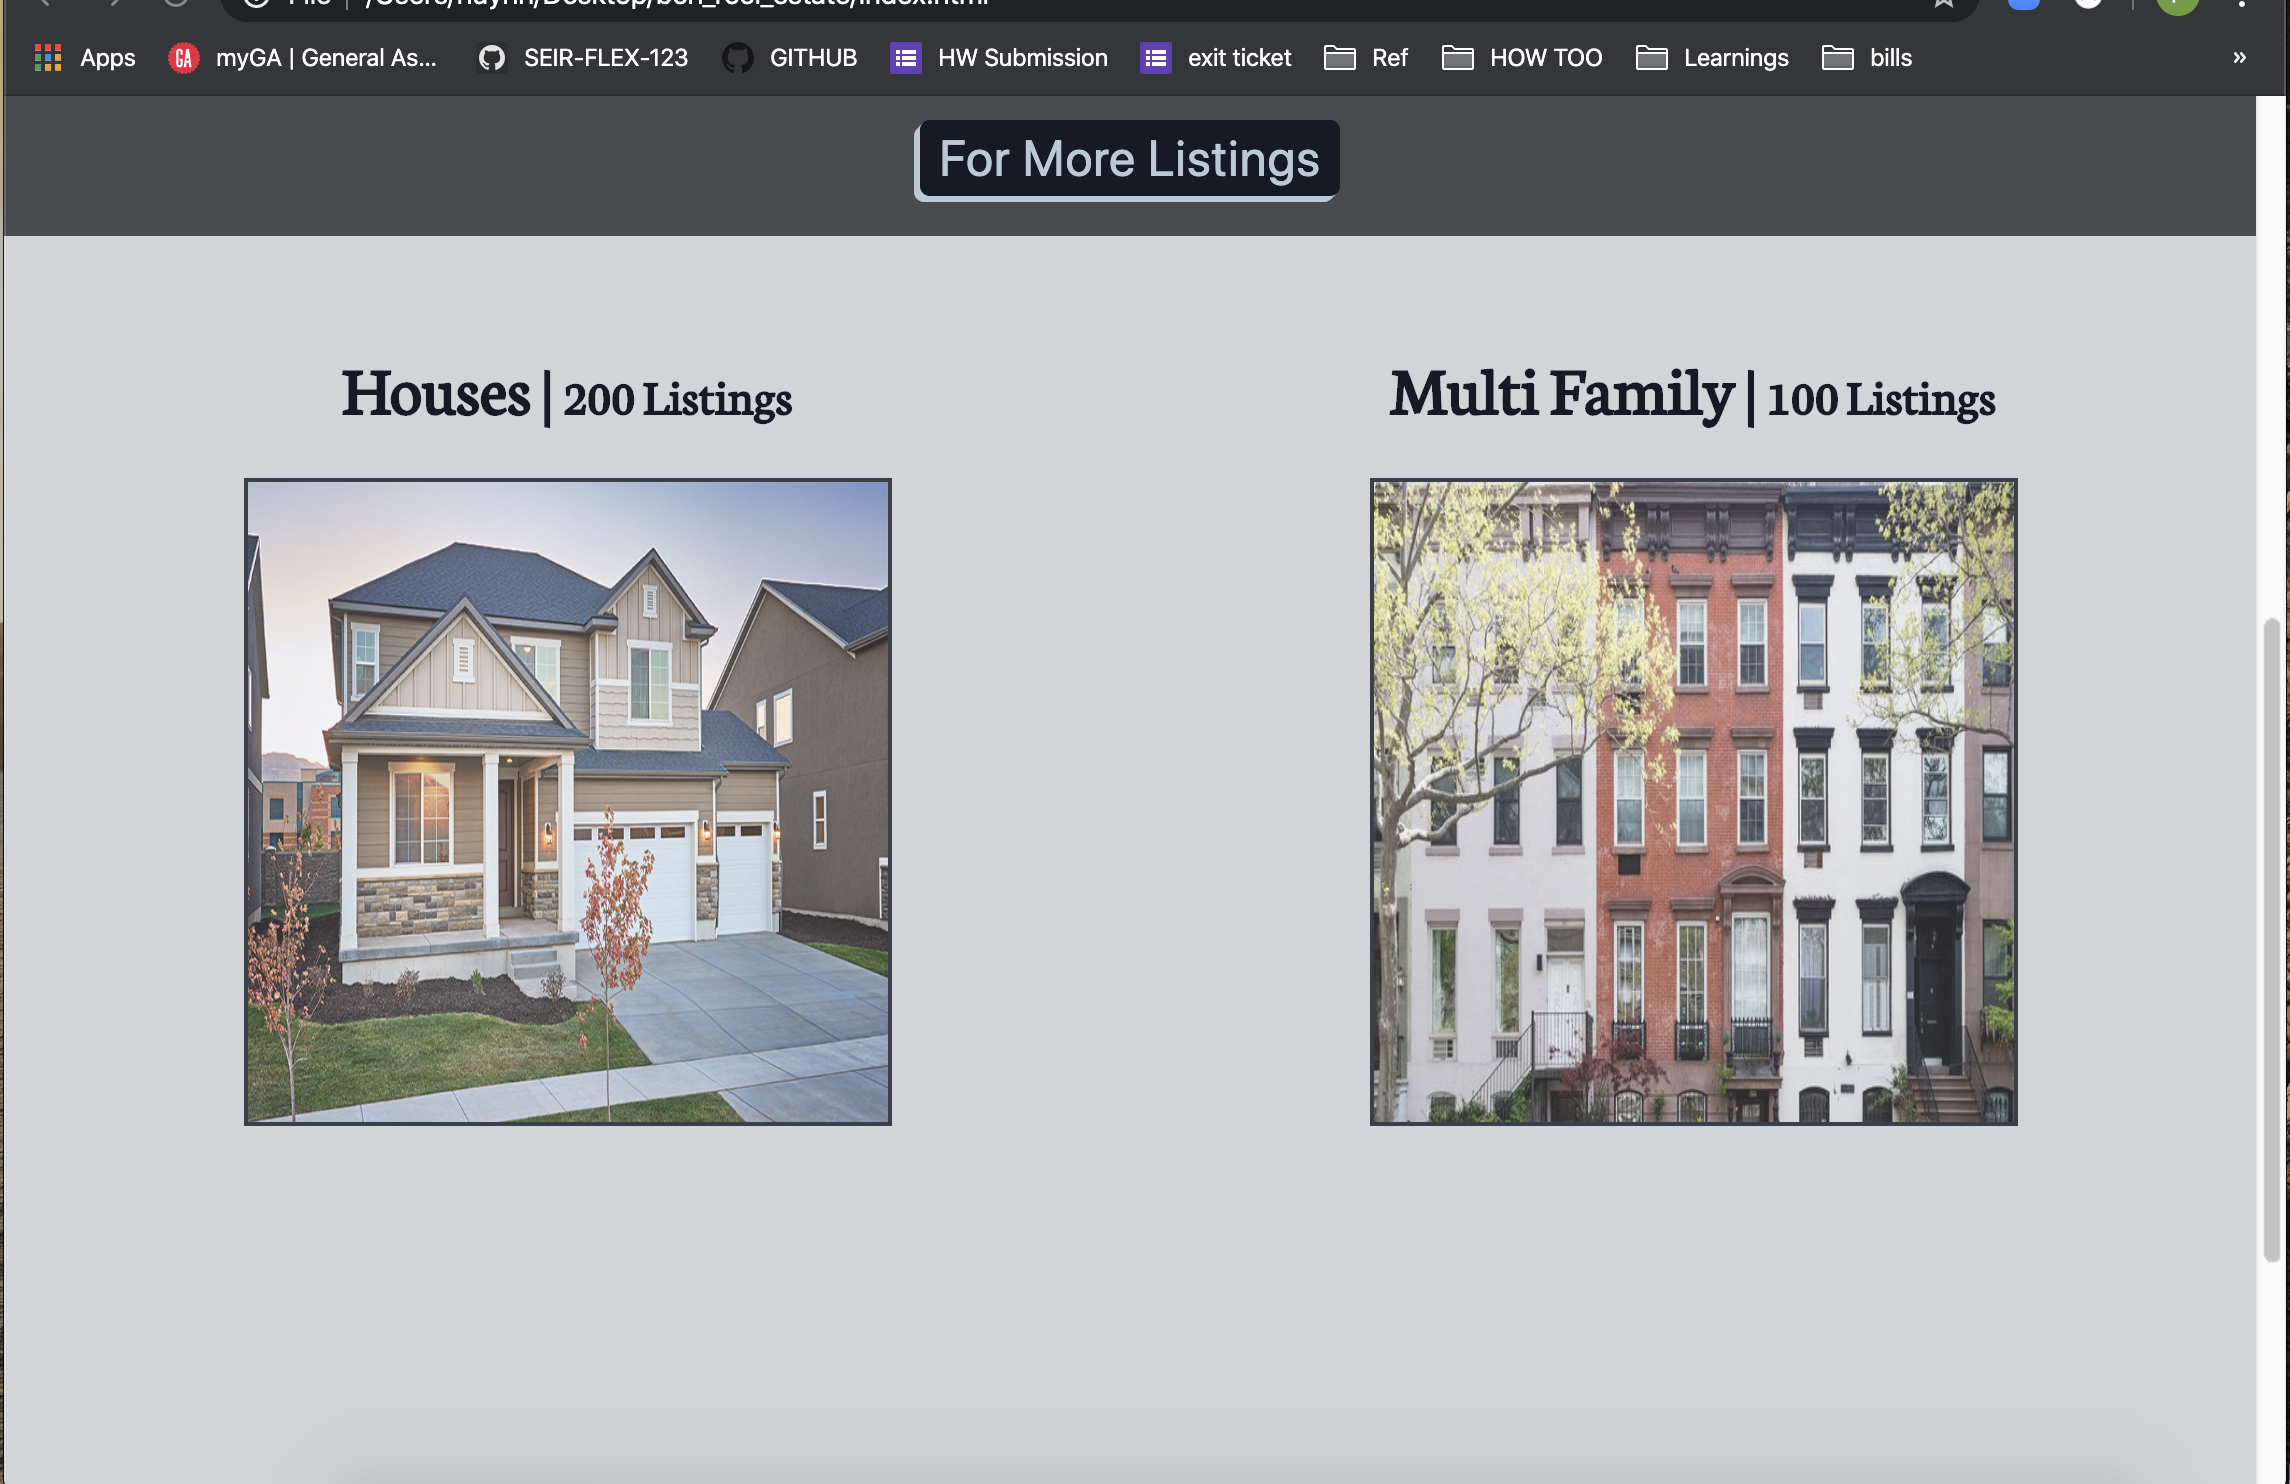 Apps GA myGA | General As... SEIR-FLEX-123 GITHUB HW Submission exit ticket Ref HOW TOO Learnings bills »
For More Listings
Houses | 200 Listings
Multi Family | 100 Listings